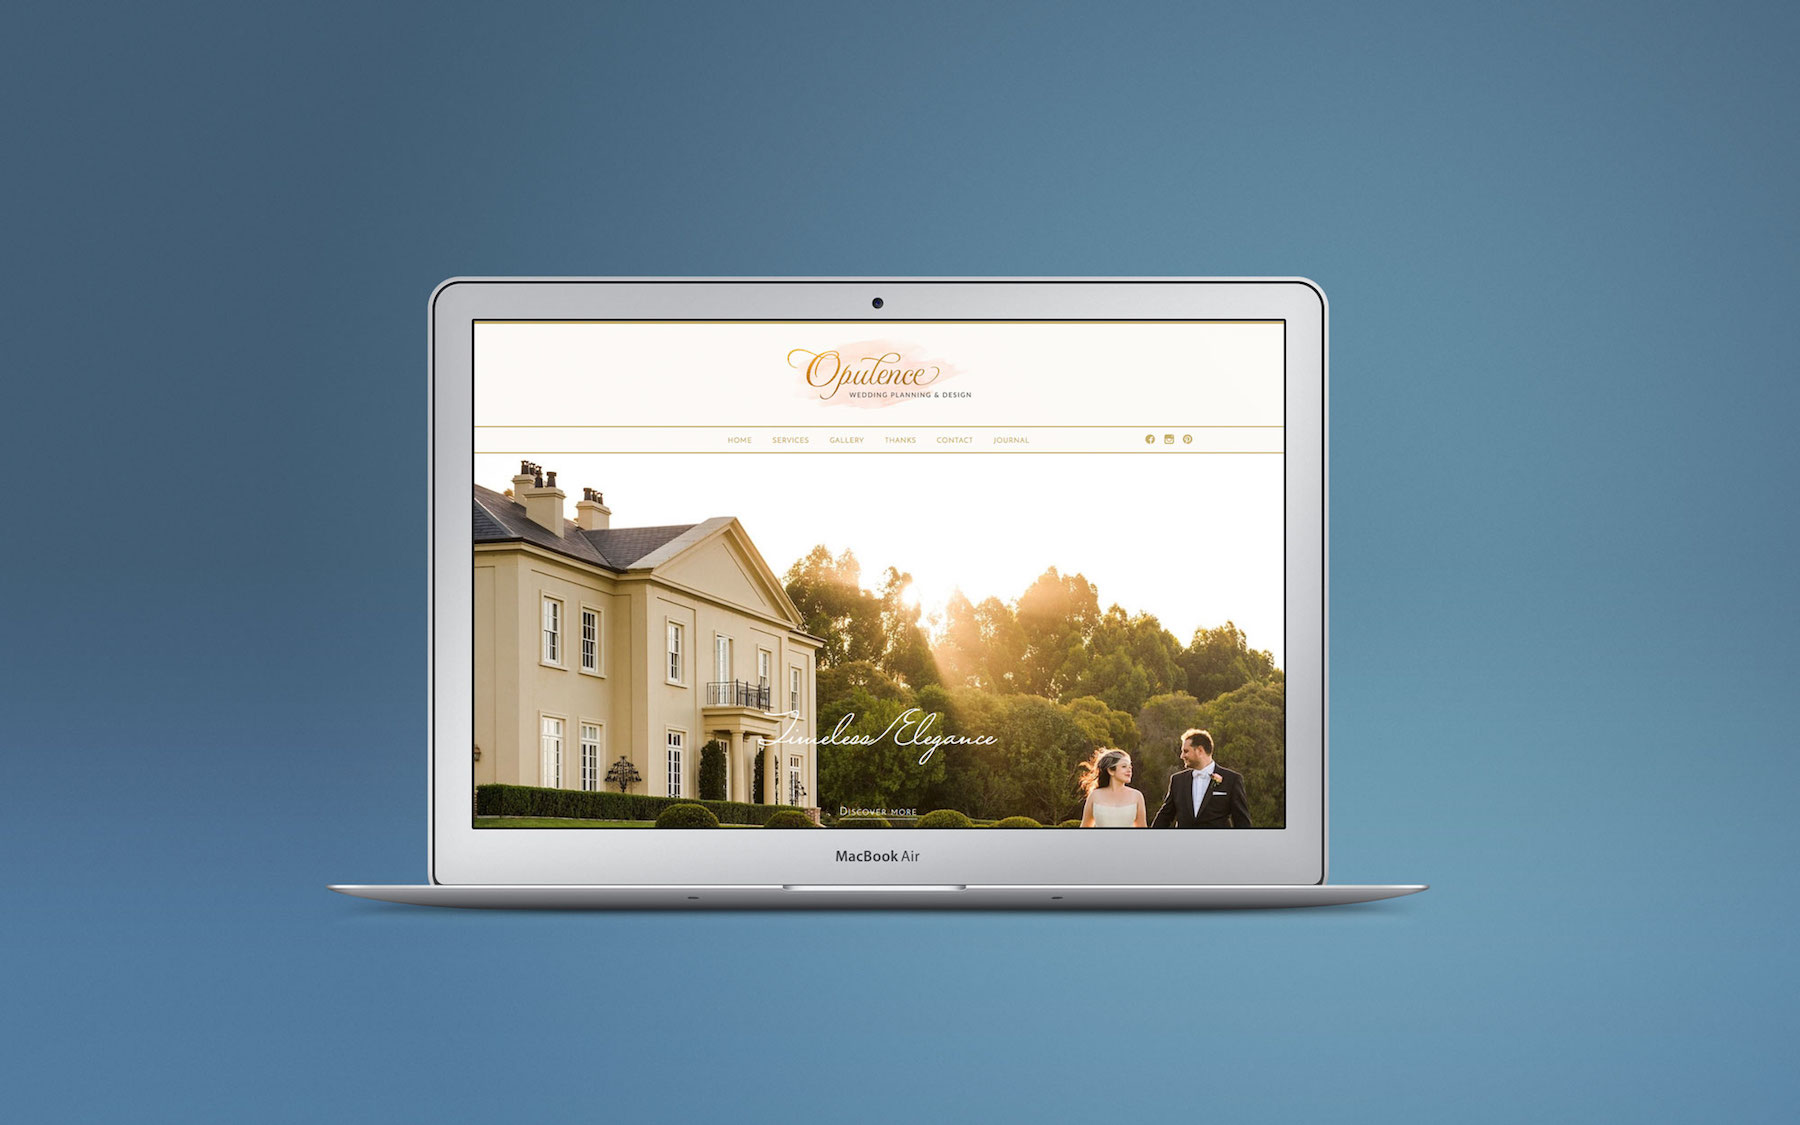 Opulence
WEDDING PLANNING & DESIGN
HOME SERVICES GALLERY THANKS CONTACT JOURNAL
Timeless Elegance
DISCOVER MORE
MacBook Air